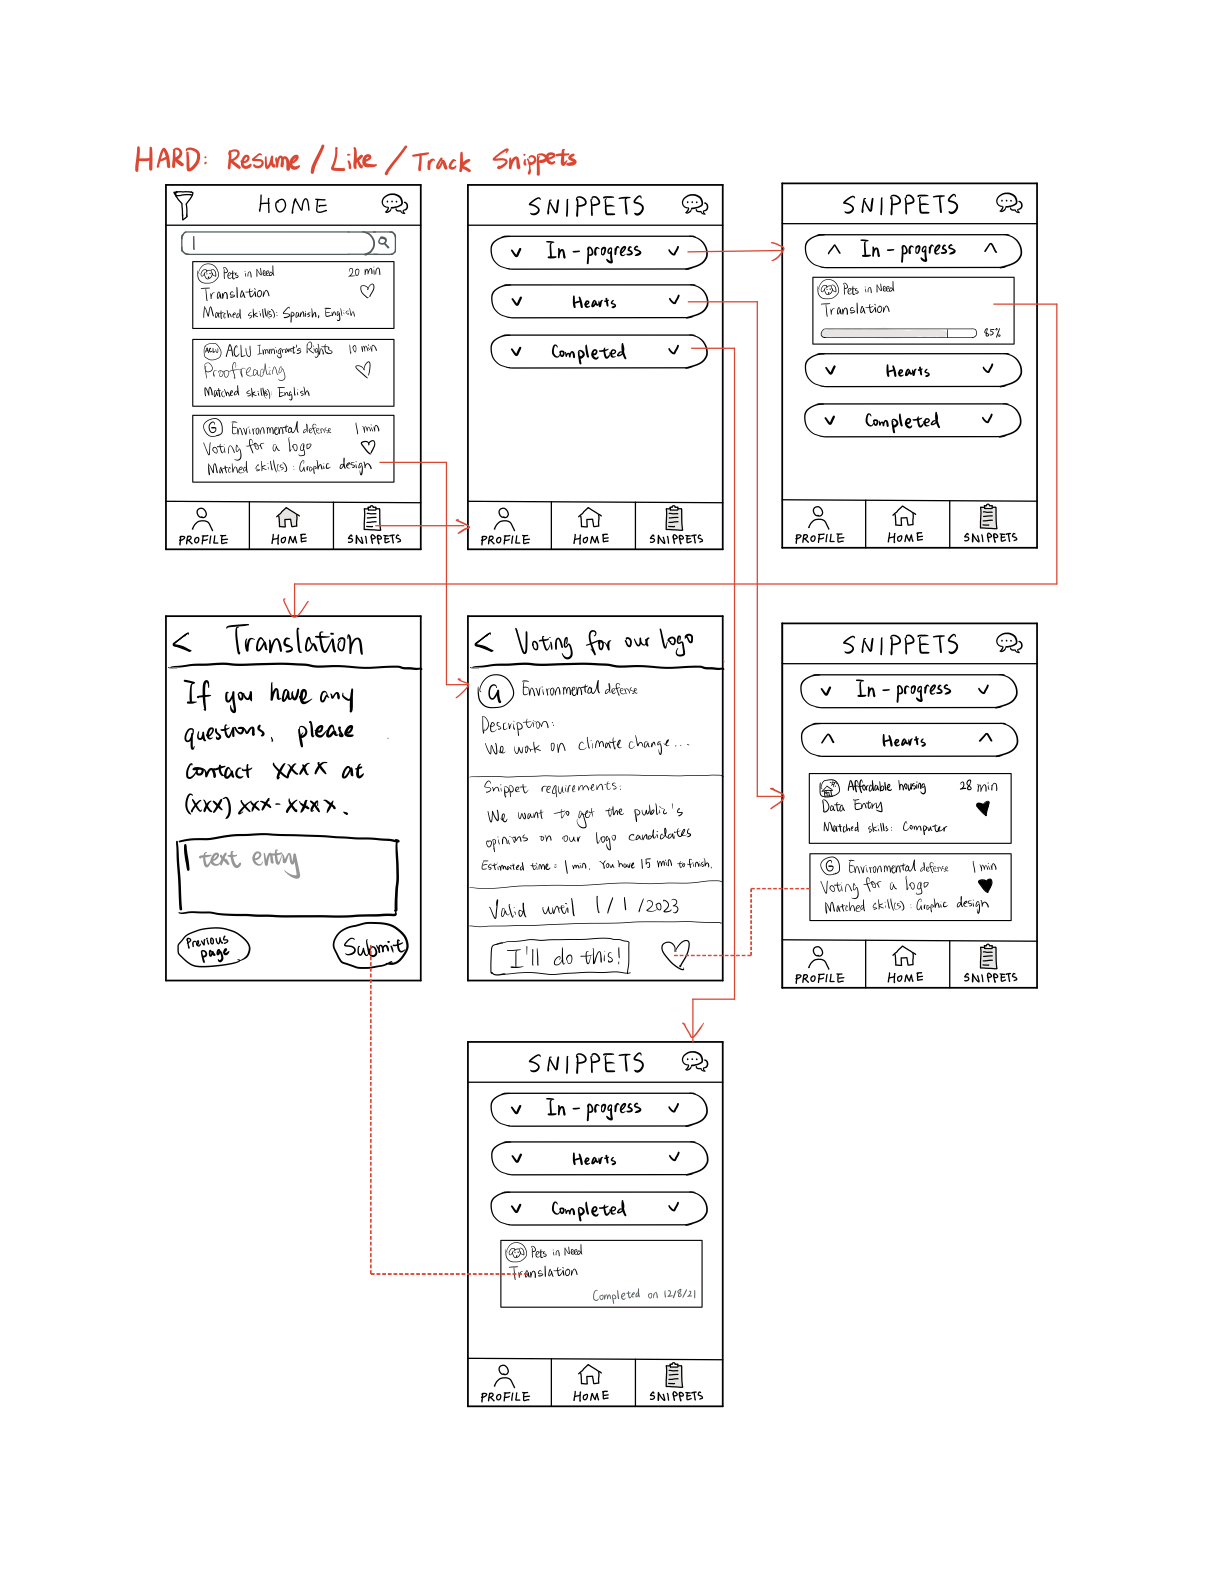 HARD: Resume / Like / Track Snippets
HOME
Pets in Need 20 min
Translation
Matched skill(s): Spanish, English
ACLU ACLU Immigrant's Rights 10 min
Proofreading
Matched skill(s): English
G Environmental defense 1 min
Voting for a logo
Matched skill(s): Graphic design
PROFILE HOME SNIPPETS
SNIPPETS
In-progress
Hearts
Completed
PROFILE HOME SNIPPETS
SNIPPETS
In-progress
Pets in Need
Translation
85%
Hearts
Completed
PROFILE HOME SNIPPETS
< Translation
If you have any
questions, please
contact XXXX at
(xxx) xxx-xxxx.
text entry
Previous
page
Submit
< Voting for our logo
G Environmental defense
Description:
We work on climate change...
Snippet requirements:
We want to get the public's
opinions on our logo candidates
Estimated time = 1 min. You have 15 min to finish.
Valid until 1/1/2023
I'll do this!
SNIPPETS
In-progress
Hearts
Affordable housing 28 min
Data Entry
Matched skills: Computer
G Environmental defense 1 min
Voting for a logo
Matched skill(s): Graphic design
PROFILE HOME SNIPPETS
SNIPPETS
In-progress
Hearts
Completed
Pets in Need
Translation
Completed on 12/8/21
PROFILE HOME SNIPPETS